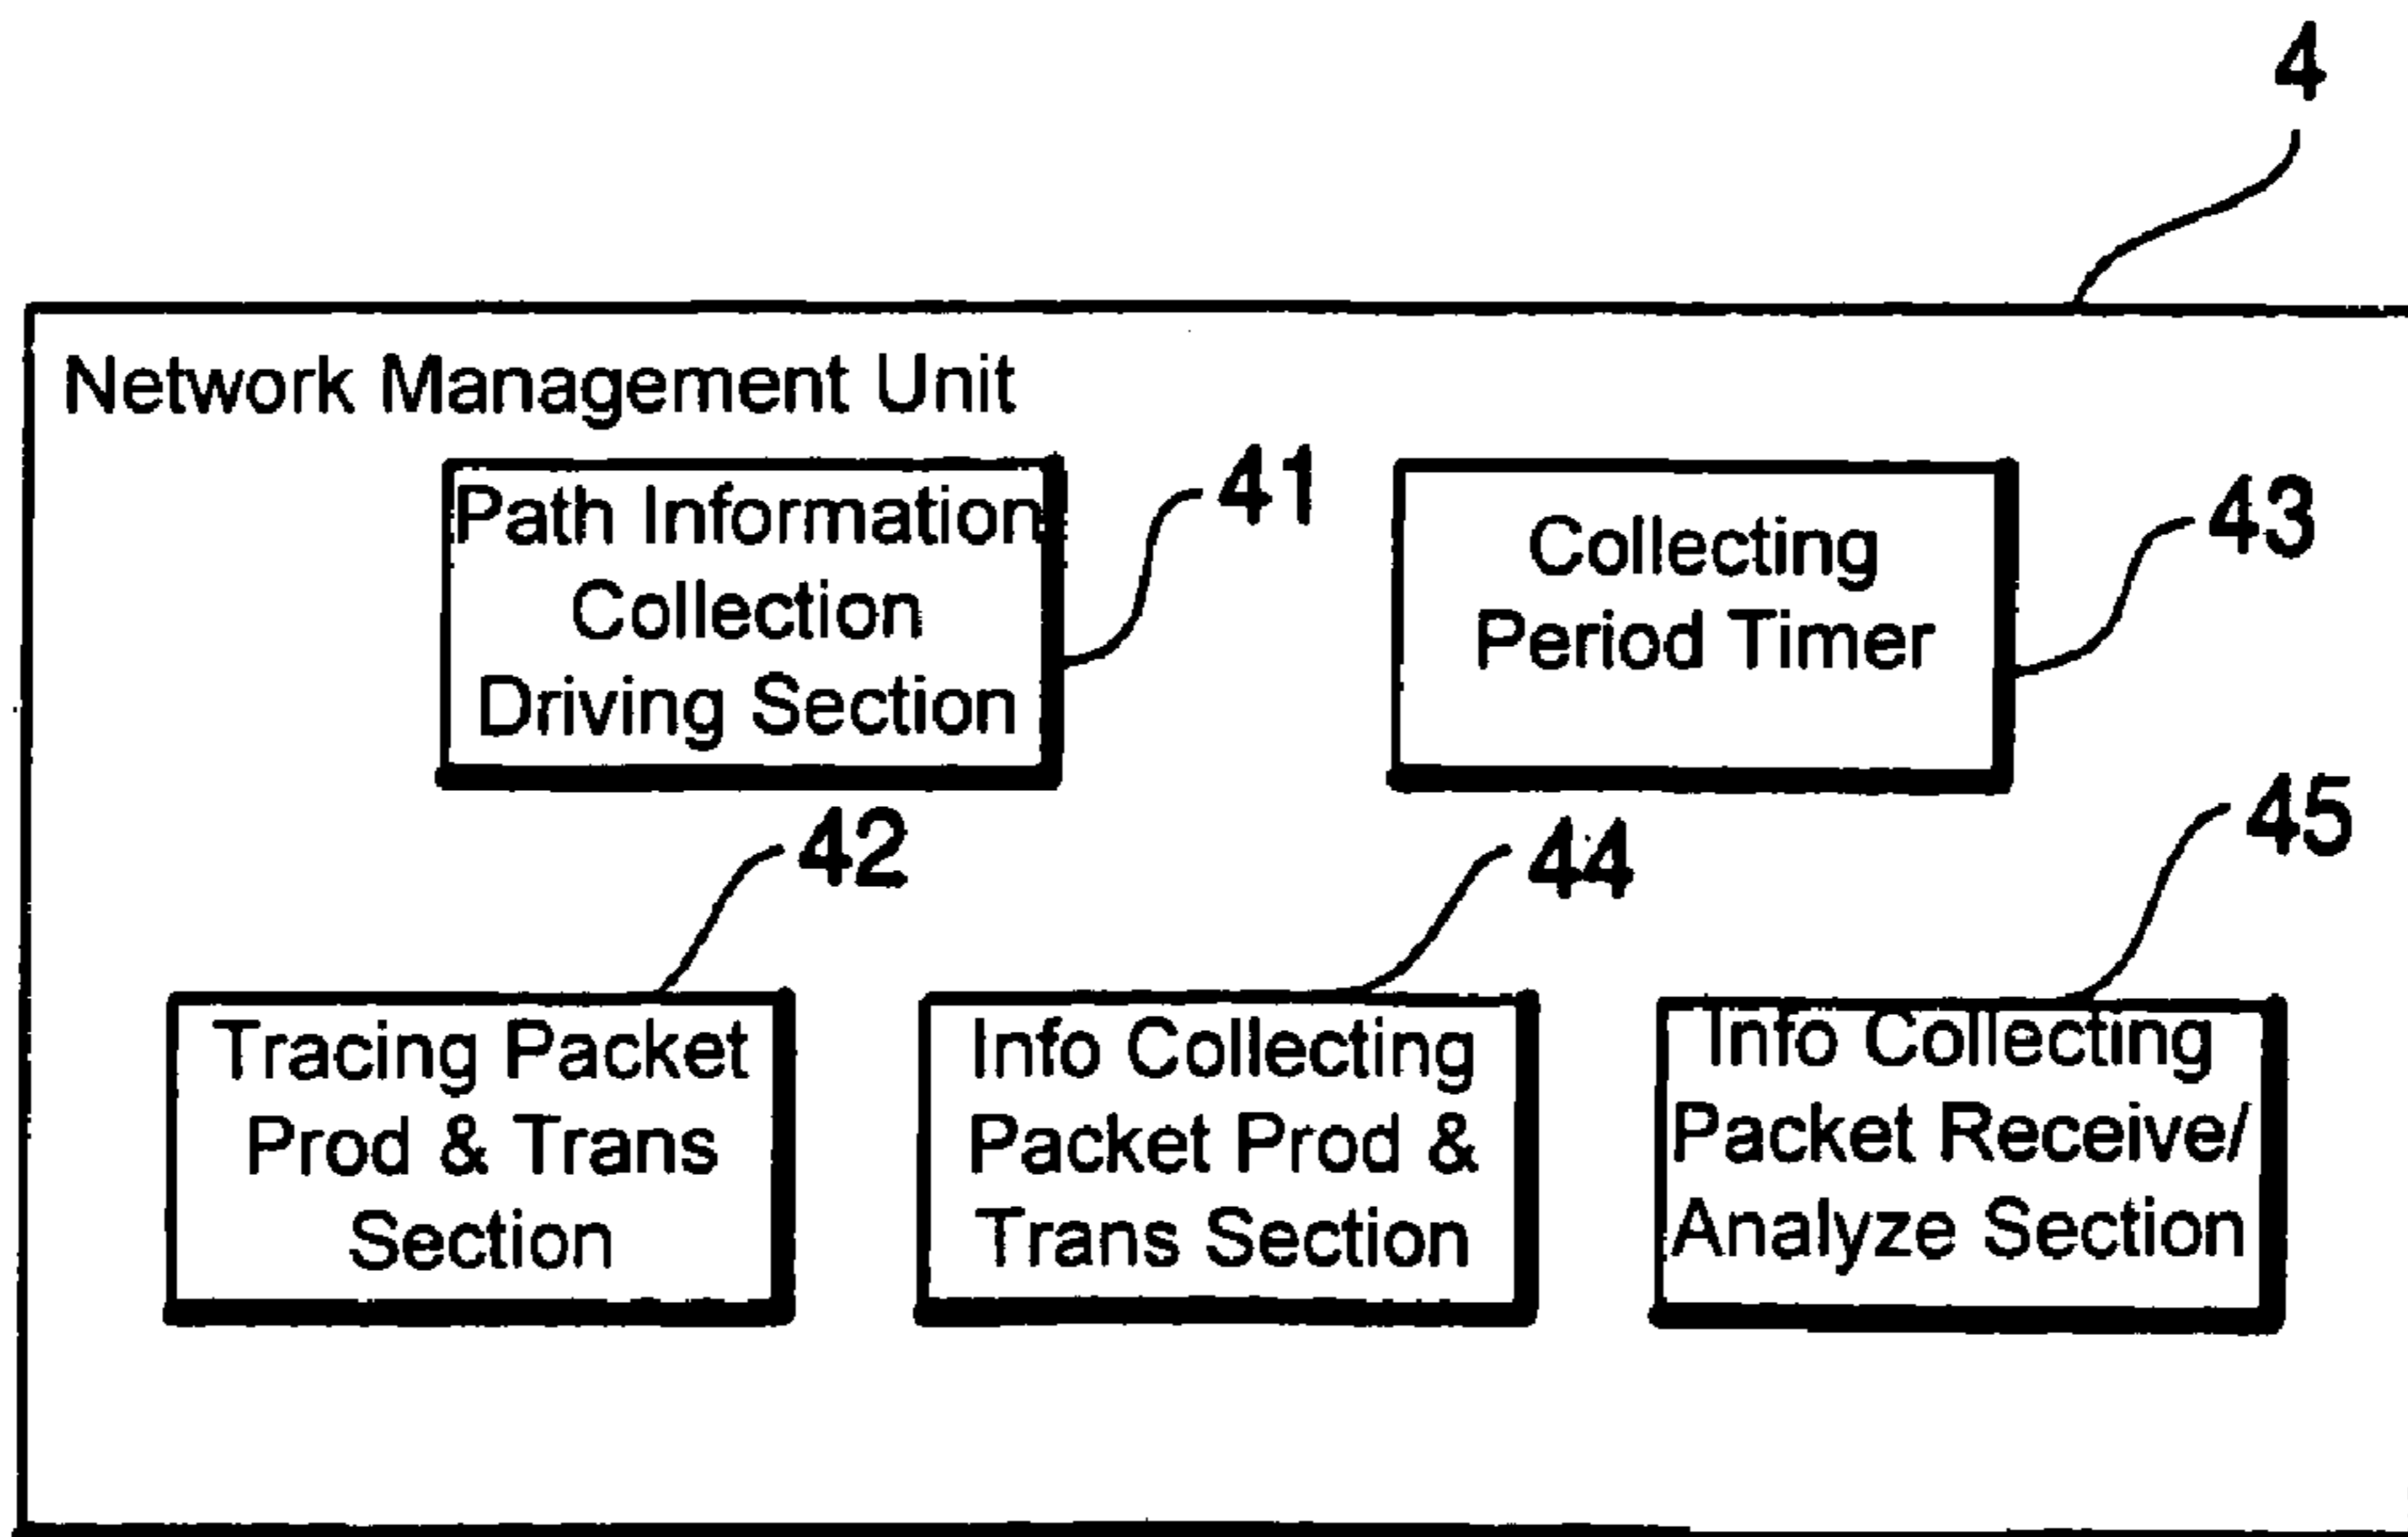 4
Network Management Unit
Path Information
Collection
Driving Section
41
Collecting
Period Timer
43
42
44
45
Tracing Packet
Prod & Trans
Section
Info Collecting
Packet Prod &
Trans Section
Info Collecting
Packet Receive/
Analyze Section